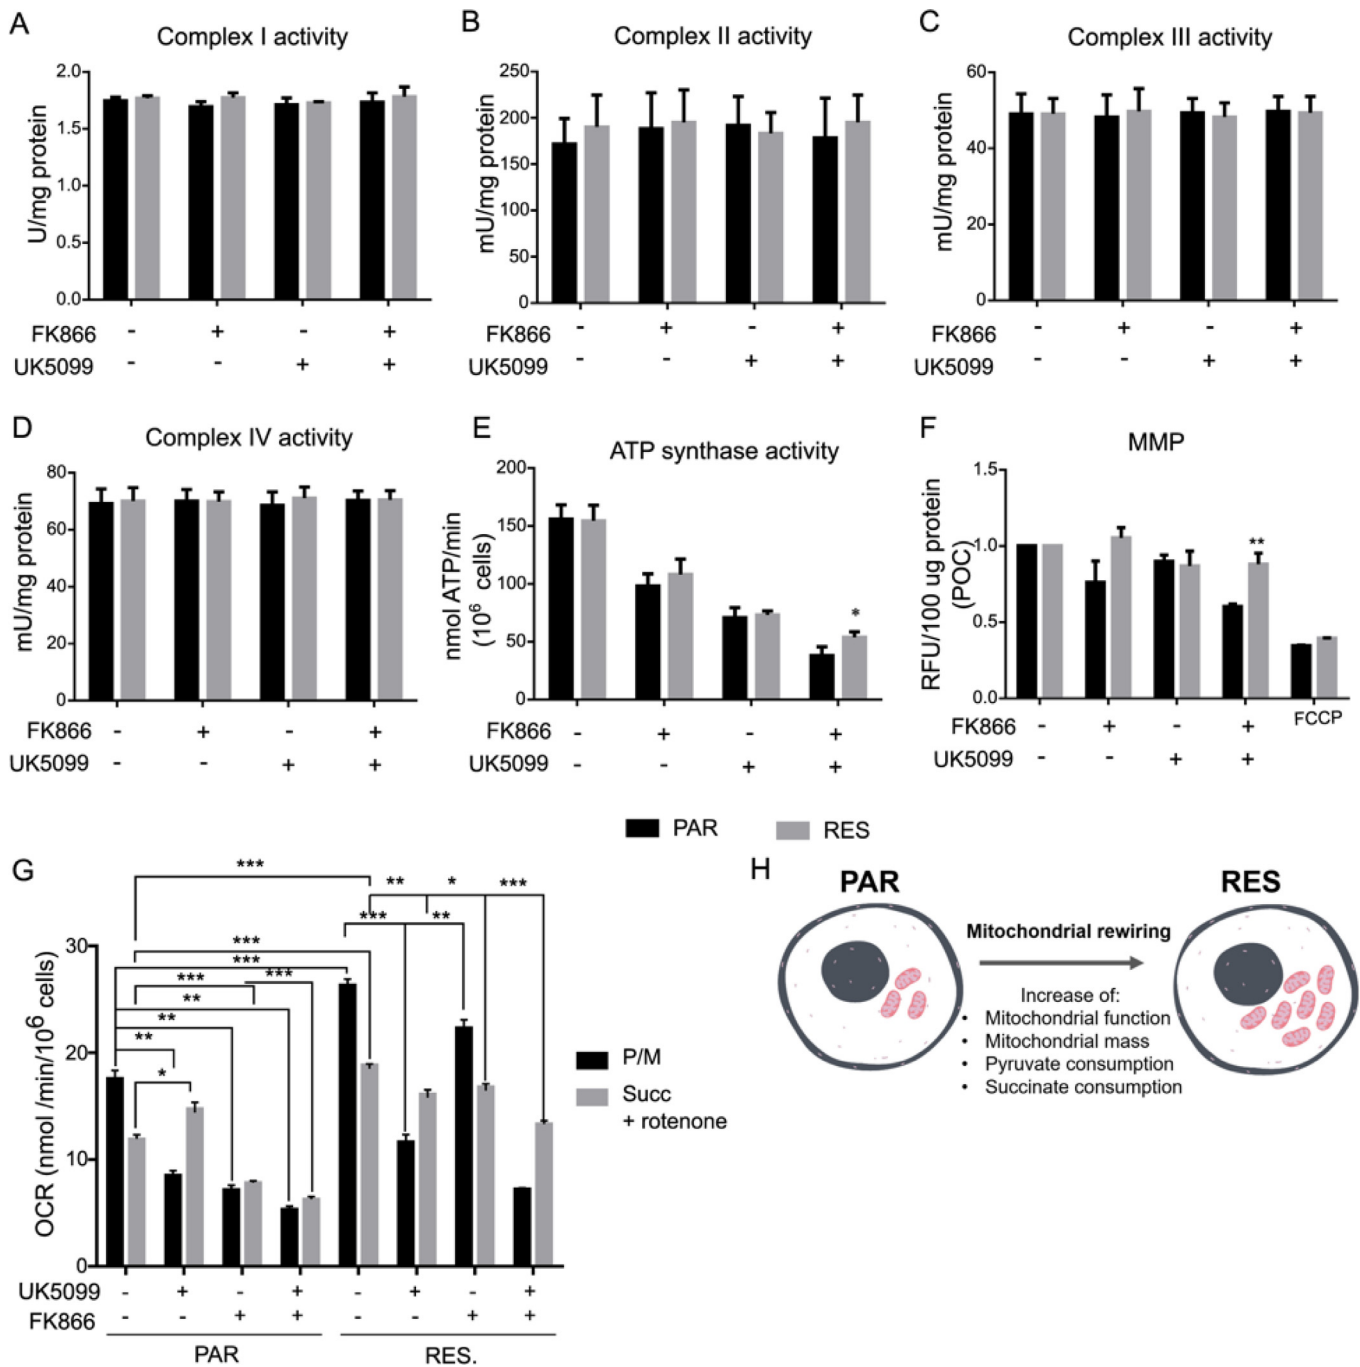 A
Complex I activity
U/mg protein
2.0
1.5
1.0
0.5
0.0
FK866 - + - +
UK5099 - - + +
B
Complex II activity
mU/mg protein
250
200
150
100
50
0
FK866 - + - +
UK5099 - - + +
C
Complex III activity
mU/mg protein
60
40
20
0
FK866 - + - +
UK5099 - - + +
D
Complex IV activity
mU/mg protein
80
60
40
20
0
FK866 - + - +
UK5099 - - + +
E
ATP synthase activity
nmol ATP/min
(10⁶ cells)
200
150
100
50
0
*
FK866 - + - +
UK5099 - - + +
F
MMP
RFU/100 ug protein
(POC)
1.5
1.0
0.5
0.0
**
FCCP
FK866 - + - +
UK5099 - - + +
PAR
RES
G
OCR (nmol /min/10⁶ cells)
30
20
10
0
***
** * ***
*** **
***
***
*** ***
**
**
**
*
P/M
Succ
+ rotenone
UK5099 - + - + - + - +
FK866 - - + + - - + +
PAR RES.
H
PAR
RES
Mitochondrial rewiring
Increase of:
• Mitochondrial function
• Mitochondrial mass
• Pyruvate consumption
• Succinate consumption